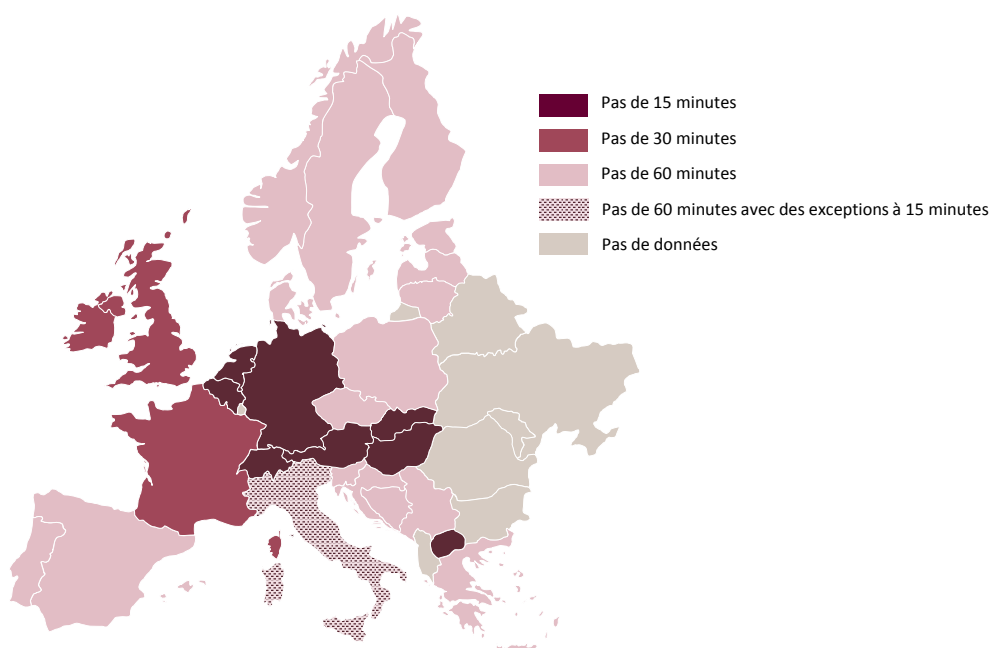 Pas de 15 minutes
Pas de 30 minutes
Pas de 60 minutes
Pas de 60 minutes avec des exceptions à 15 minutes
Pas de données